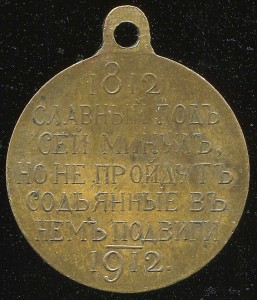 1812
СЛАВНЫЙ ГОДЪ
СЕЙ МИНУЛЪ,
НО НЕ ПРОЙДУТЪ
СОДѢЯННЫЕ ВЪ
НЕМЪ ПОДВИГИ
1912.